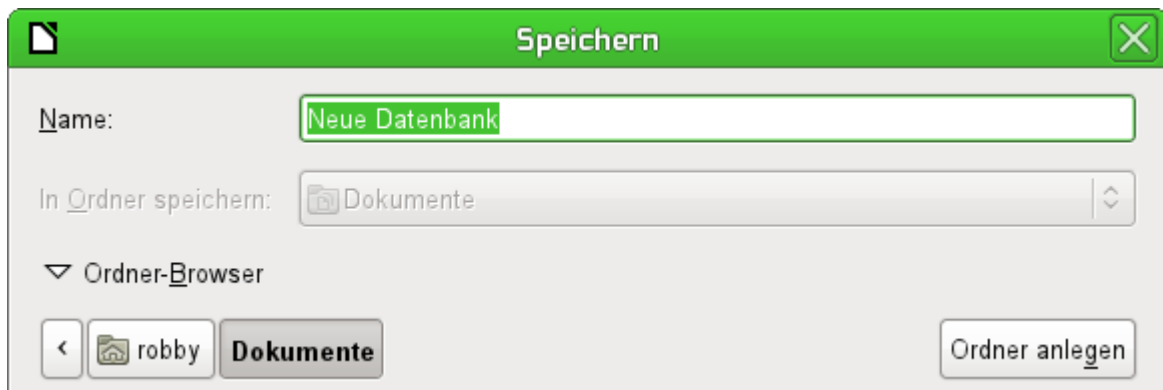 Speichern
Name: Neue Datenbank
In Ordner speichern: Dokumente
Ordner-Browser
robby Dokumente Ordner anlegen